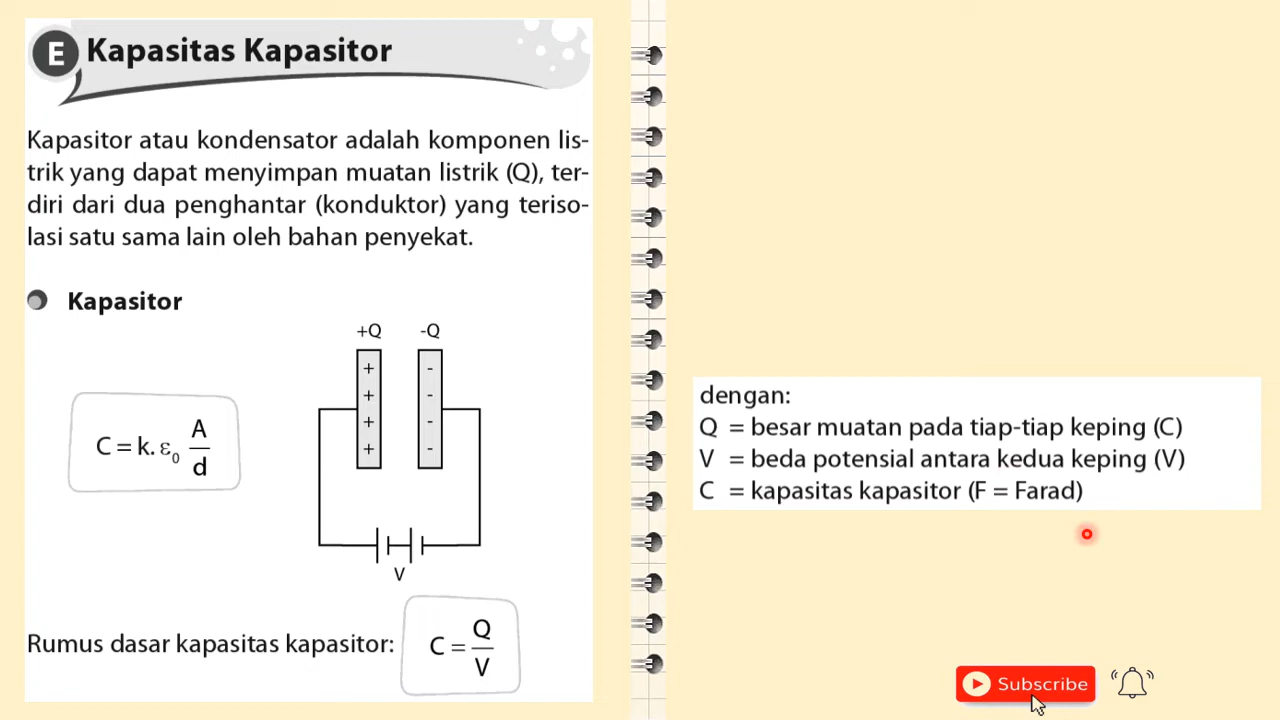 E Kapasitas Kapasitor
Kapasitor atau kondensator adalah komponen lis-
trik yang dapat menyimpan muatan listrik (Q), ter-
diri dari dua penghantar (konduktor) yang teriso-
lasi satu sama lain oleh bahan penyekat.
Kapasitor
+Q -Q
+ -
+ -
+ -
+ -
C = k. ε₀ A/d
V
Rumus dasar kapasitas kapasitor: C = Q/V
dengan:
Q = besar muatan pada tiap-tiap keping (C)
V = beda potensial antara kedua keping (V)
C = kapasitas kapasitor (F = Farad)
Subscribe